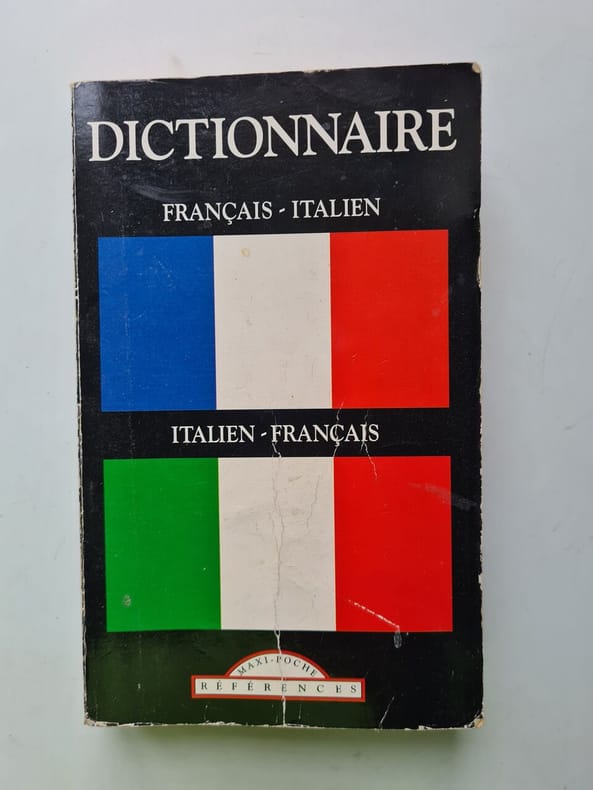 DICTIONNAIRE
FRANÇAIS - ITALIEN
ITALIEN - FRANÇAIS
MAXI-POCHE
RÉFÉRENCES